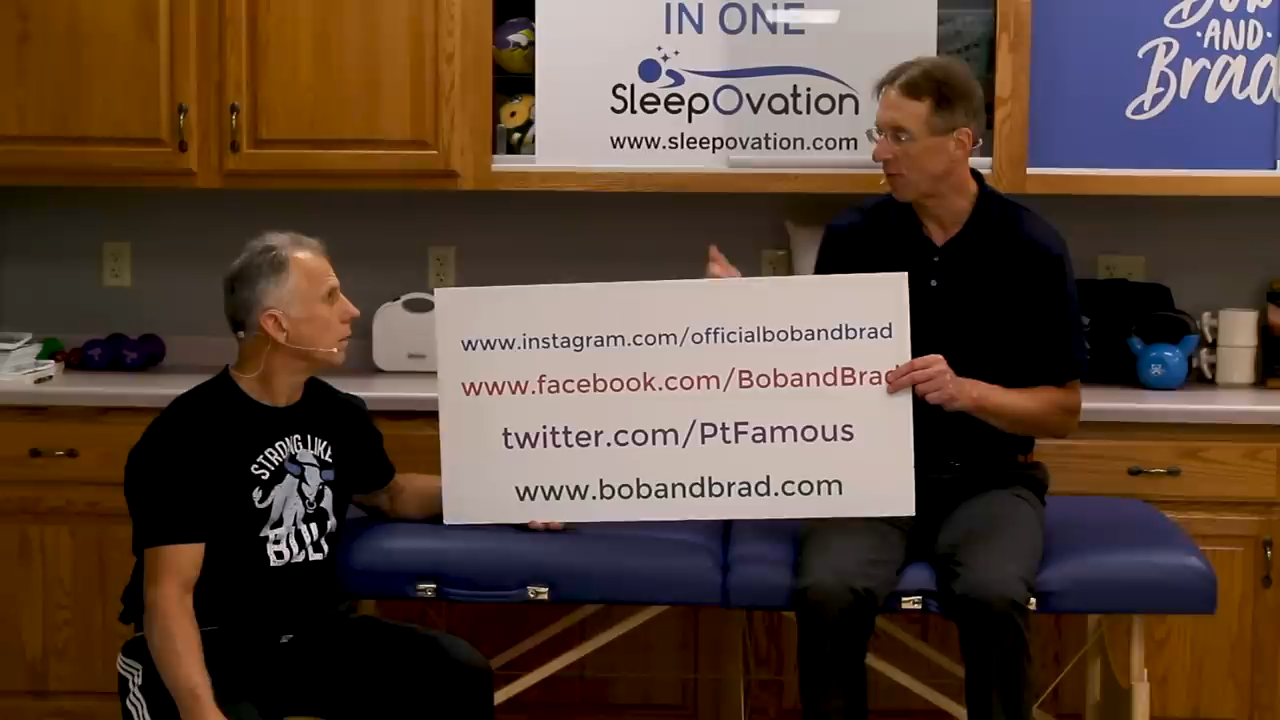 IN ONE
SleepOvation
www.sleepovation.com
Bob
·AND·
Brad
www.instagram.com/officialbobandbrad
www.facebook.com/BobandBrad
twitter.com/PtFamous
www.bobandbrad.com
STRONG LIKE
BULL